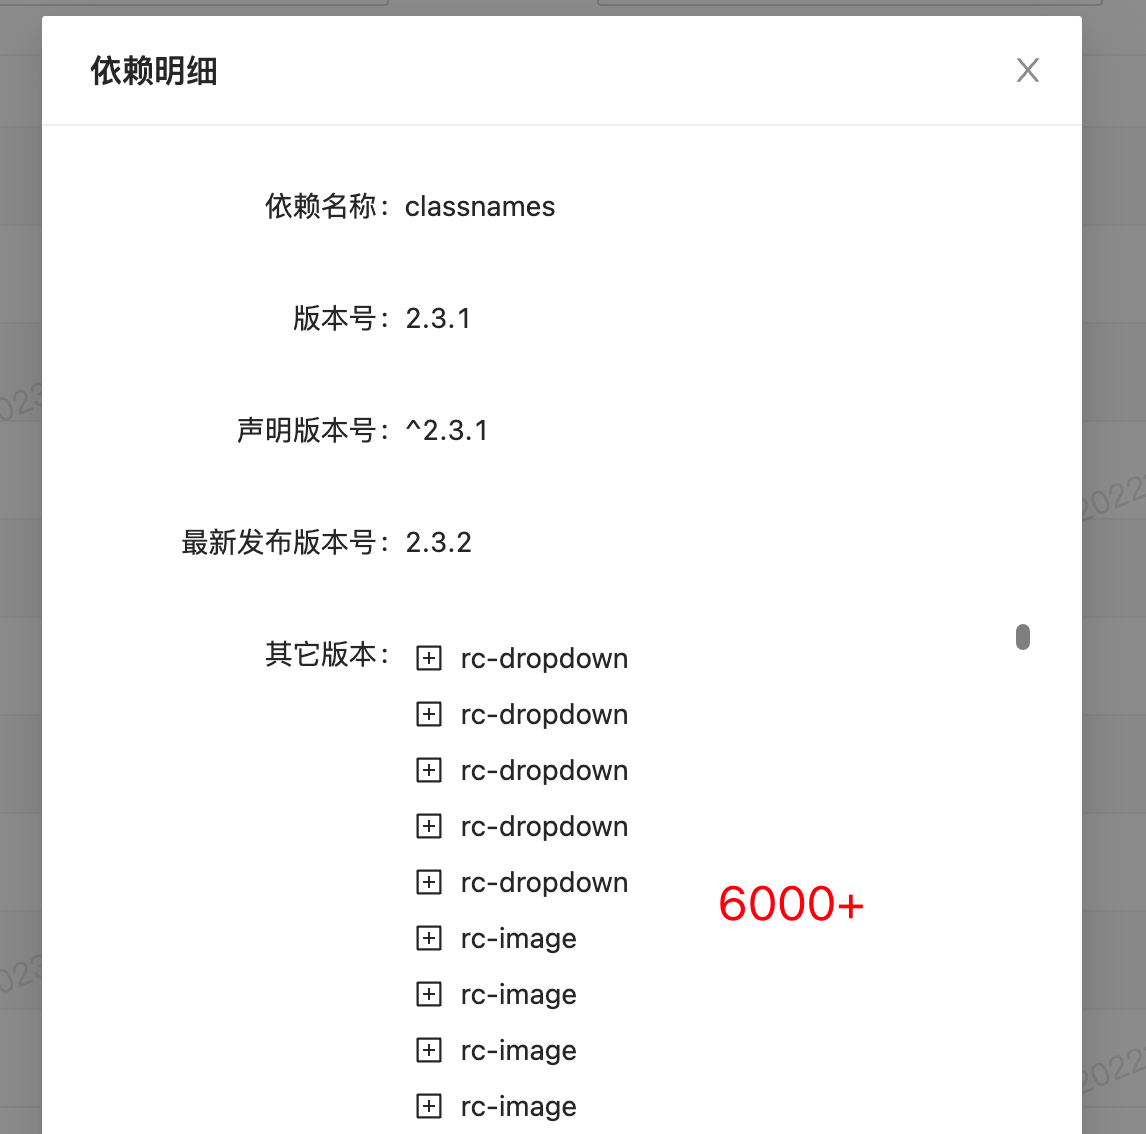 依赖明细
依赖名称： classnames
版本号： 2.3.1
声明版本号： ^2.3.1
最新发布版本号： 2.3.2
其它版本： rc-dropdown
rc-dropdown
rc-dropdown
rc-dropdown
rc-dropdown
6000+
rc-image
rc-image
rc-image
rc-image